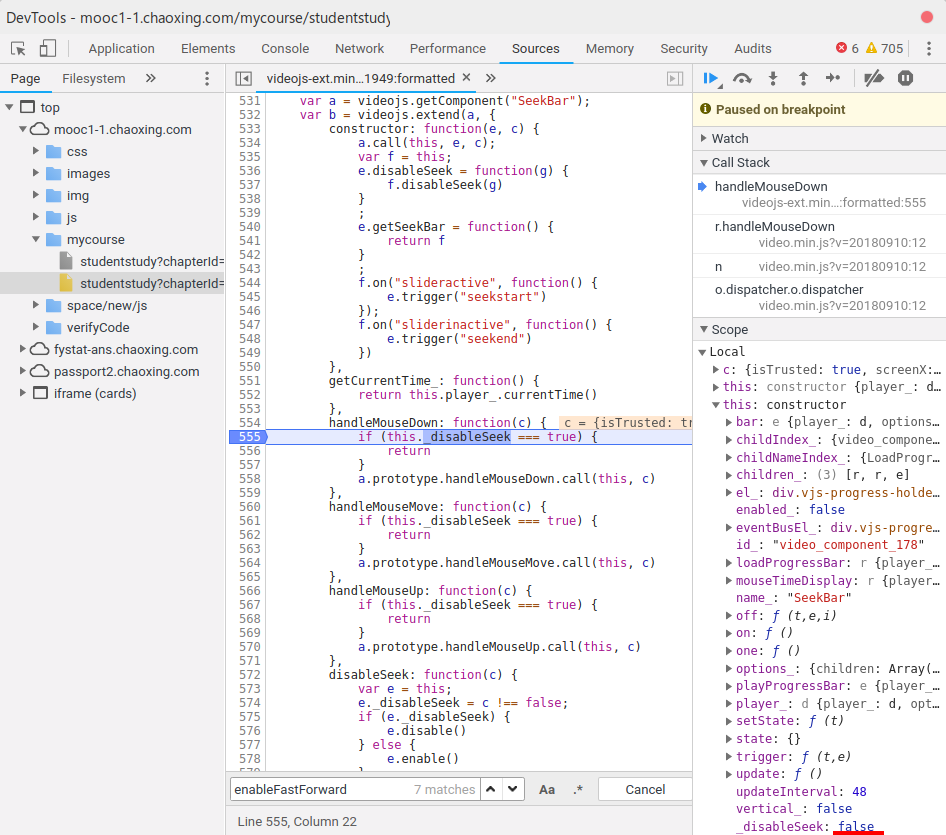 DevTools - mooc1-1.chaoxing.com/mycourse/studentstudy
Application Elements Console Network Performance Sources Memory Security Audits 6 705
Page Filesystem »
top
mooc1-1.chaoxing.com
css
images
img
js
mycourse
studentstudy?chapterId=
studentstudy?chapterId=
space/new/js
verifyCode
fystat-ans.chaoxing.com
passport2.chaoxing.com
iframe (cards)
videojs-ext.min...1949:formatted × »
531 var a = videojs.getComponent("SeekBar");
532 var b = videojs.extend(a, {
533 constructor: function(e, c) {
534 a.call(this, e, c);
535 var f = this;
536 e.disableSeek = function(g) {
537 f.disableSeek(g)
538 }
539 ;
540 e.getSeekBar = function() {
541 return f
542 }
543 ;
544 f.on("slideractive", function() {
545 e.trigger("seekstart")
546 });
547 f.on("sliderinactive", function() {
548 e.trigger("seekend")
549 })
550 },
551 getCurrentTime_: function() {
552 return this.player_.currentTime()
553 },
554 handleMouseDown: function(c) { c = {isTrusted: tr
555 if (this._disableSeek === true) {
556 return
557 }
558 a.prototype.handleMouseDown.call(this, c)
559 },
560 handleMouseMove: function(c) {
561 if (this._disableSeek === true) {
562 return
563 }
564 a.prototype.handleMouseMove.call(this, c)
565 },
566 handleMouseUp: function(c) {
567 if (this._disableSeek === true) {
568 return
569 }
570 a.prototype.handleMouseUp.call(this, c)
571 },
572 disableSeek: function(c) {
573 var e = this;
574 e._disableSeek = c !== false;
575 if (e._disableSeek) {
576 e.disable()
577 } else {
578 e.enable()
enableFastForward 7 matches Aa .* Cancel
Line 555, Column 22
Paused on breakpoint
Watch
Call Stack
handleMouseDown
videojs-ext.min...:formatted:555
r.handleMouseDown
video.min.js?v=20180910:12
n video.min.js?v=20180910:12
o.dispatcher.o.dispatcher
video.min.js?v=20180910:12
Scope
Local
c: {isTrusted: true, screenX:...
this: constructor {player_: d...
this: constructor
bar: e {player_: d, options...
childIndex_: {video_compone...
childNameIndex_: {LoadProgr...
children_: (3) [r, r, e]
el_: div.vjs-progress-holde...
enabled_: false
eventBusEl_: div.vjs-progre...
id_: "video_component_178"
loadProgressBar: r {player_...
mouseTimeDisplay: r {player...
name_: "SeekBar"
off: ƒ (t,e,i)
on: ƒ ()
one: ƒ ()
options_: {children: Array(...
playProgressBar: e {player_...
player_: d {player_: d, opt...
setState: ƒ (t)
state: {}
trigger: ƒ (t,e)
update: ƒ ()
updateInterval: 48
vertical_: false
_disableSeek: false